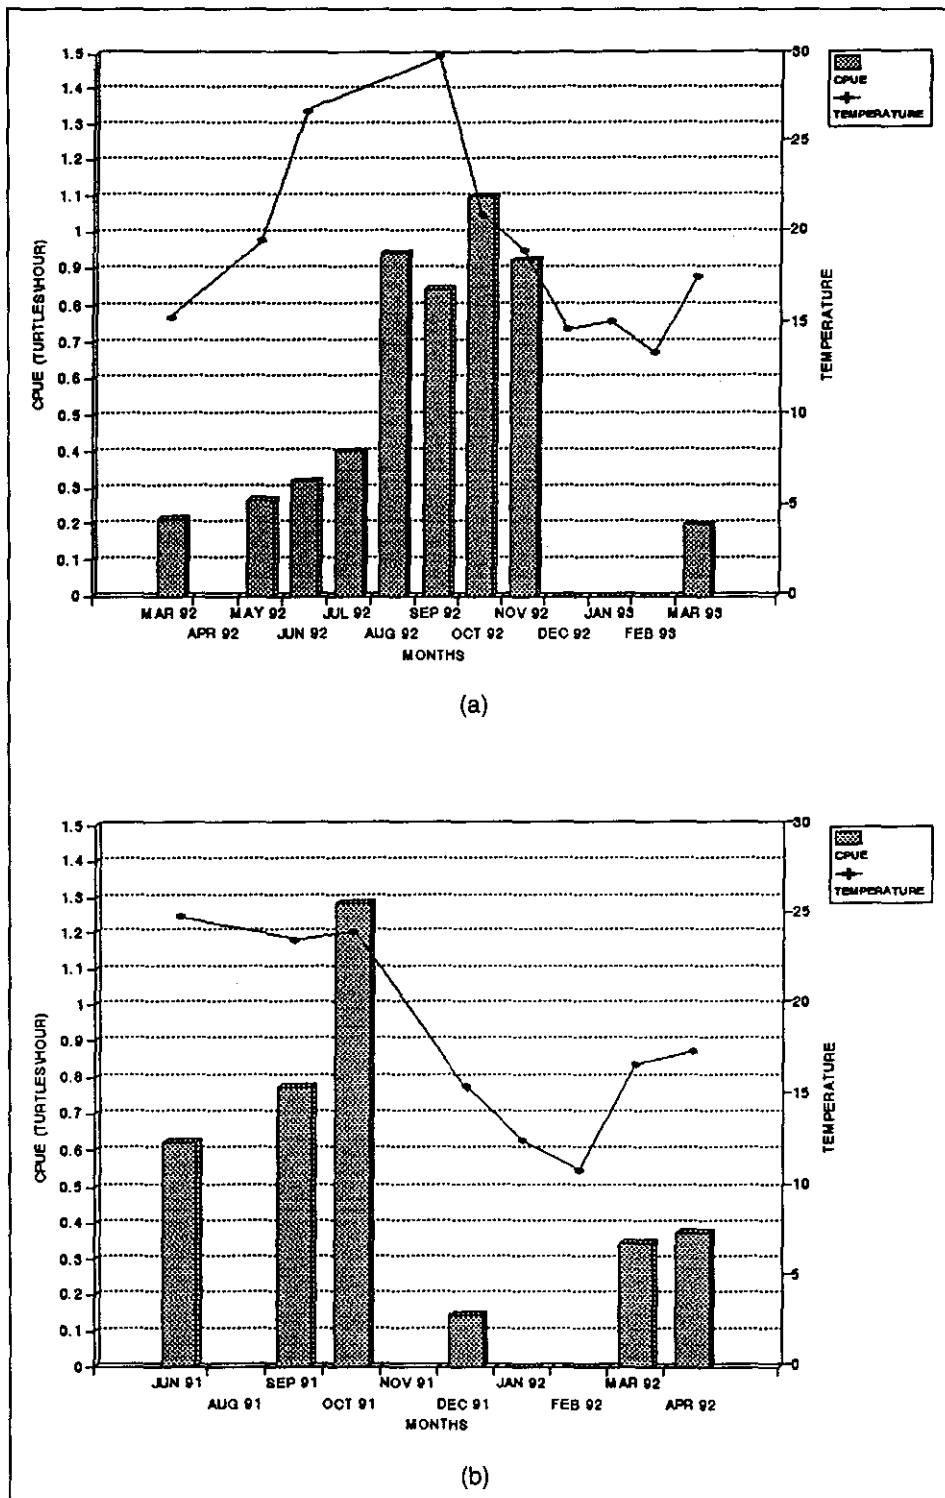 1.5
1.4
1.3
1.2
1.1
1
0.9
0.8
0.7
0.6
0.5
0.4
0.3
0.2
0.1
0
CPUE (TURTLES\HOUR)
30
25
20
15
10
5
0
TEMPERATURE
CPUE
TEMPERATURE
MAR 92 MAY 92 JUL 92 SEP 92 NOV 92 JAN 93 MAR 93
APR 92 JUN 92 AUG 92 OCT 92 DEC 92 FEB 93
MONTHS
(a)
1.5
1.4
1.3
1.2
1.1
1
0.9
0.8
0.7
0.6
0.5
0.4
0.3
0.2
0.1
0
CPUE (TURTLES\HOUR)
30
25
20
15
10
5
0
TEMPERATURE
CPUE
TEMPERATURE
JUN 91 SEP 91 NOV 91 JAN 92 MAR 92
AUG 91 OCT 91 DEC 91 FEB 92 APR 92
MONTHS
(b)